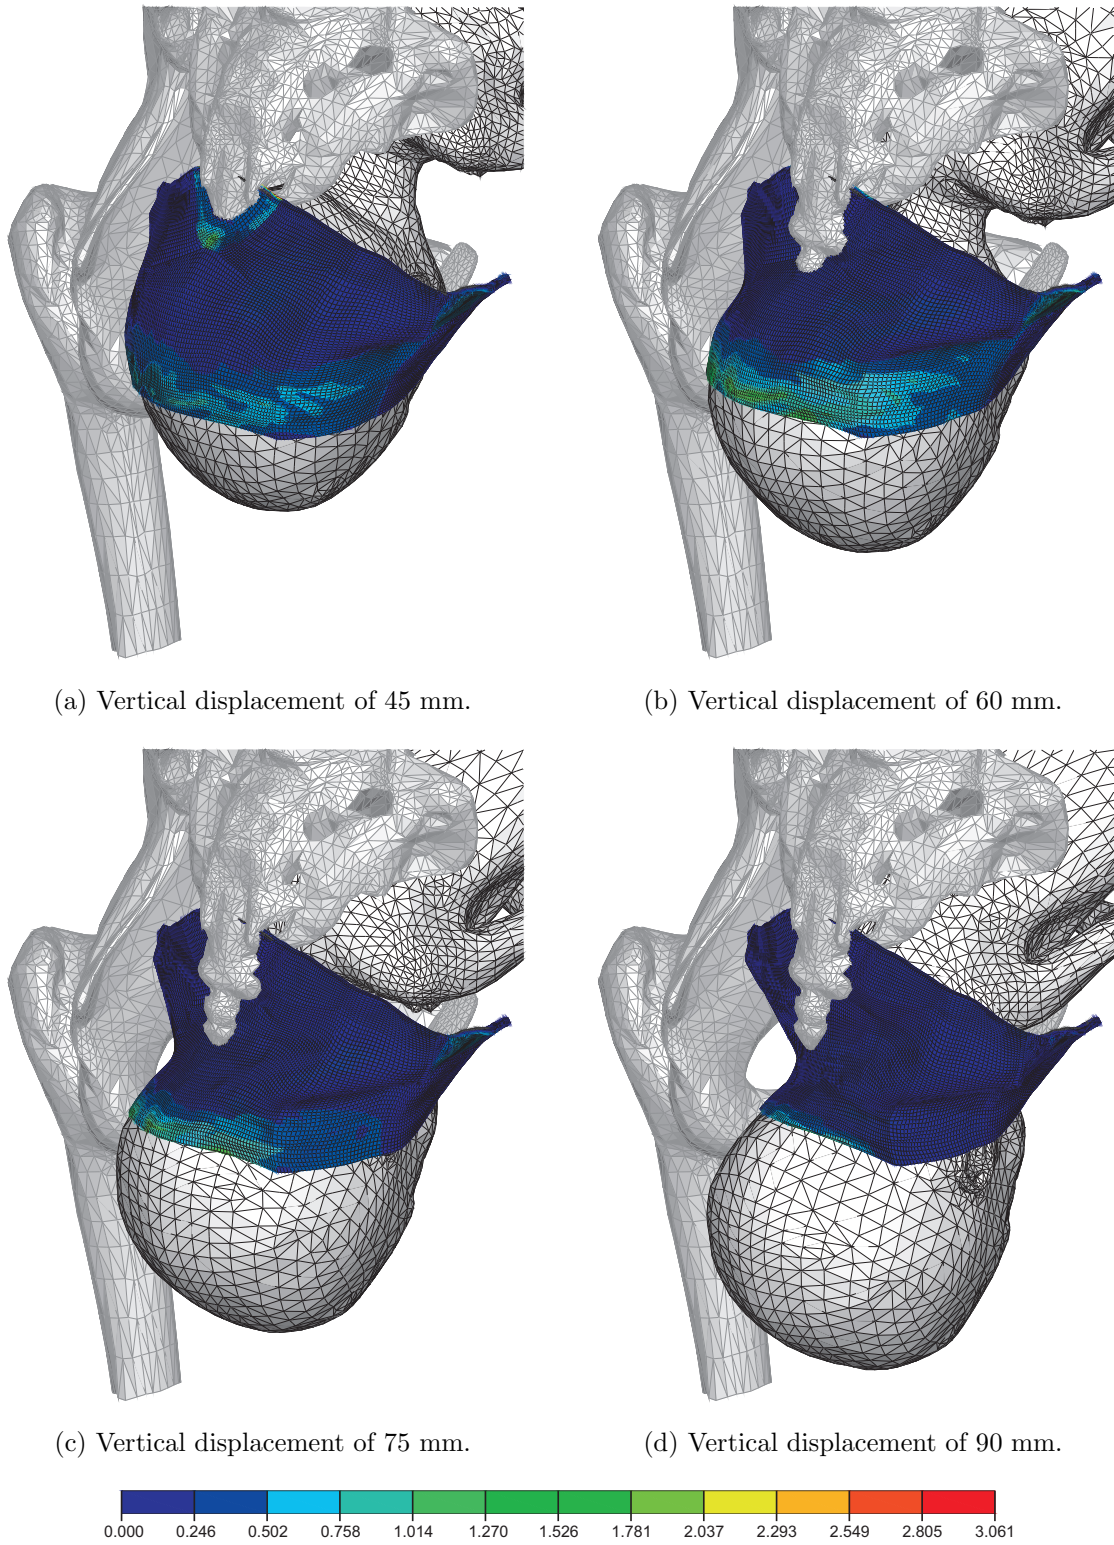 (a) Vertical displacement of 45 mm.
(b) Vertical displacement of 60 mm.
(c) Vertical displacement of 75 mm.
(d) Vertical displacement of 90 mm.
0.000 0.246 0.502 0.758 1.014 1.270 1.526 1.781 2.037 2.293 2.549 2.805 3.061